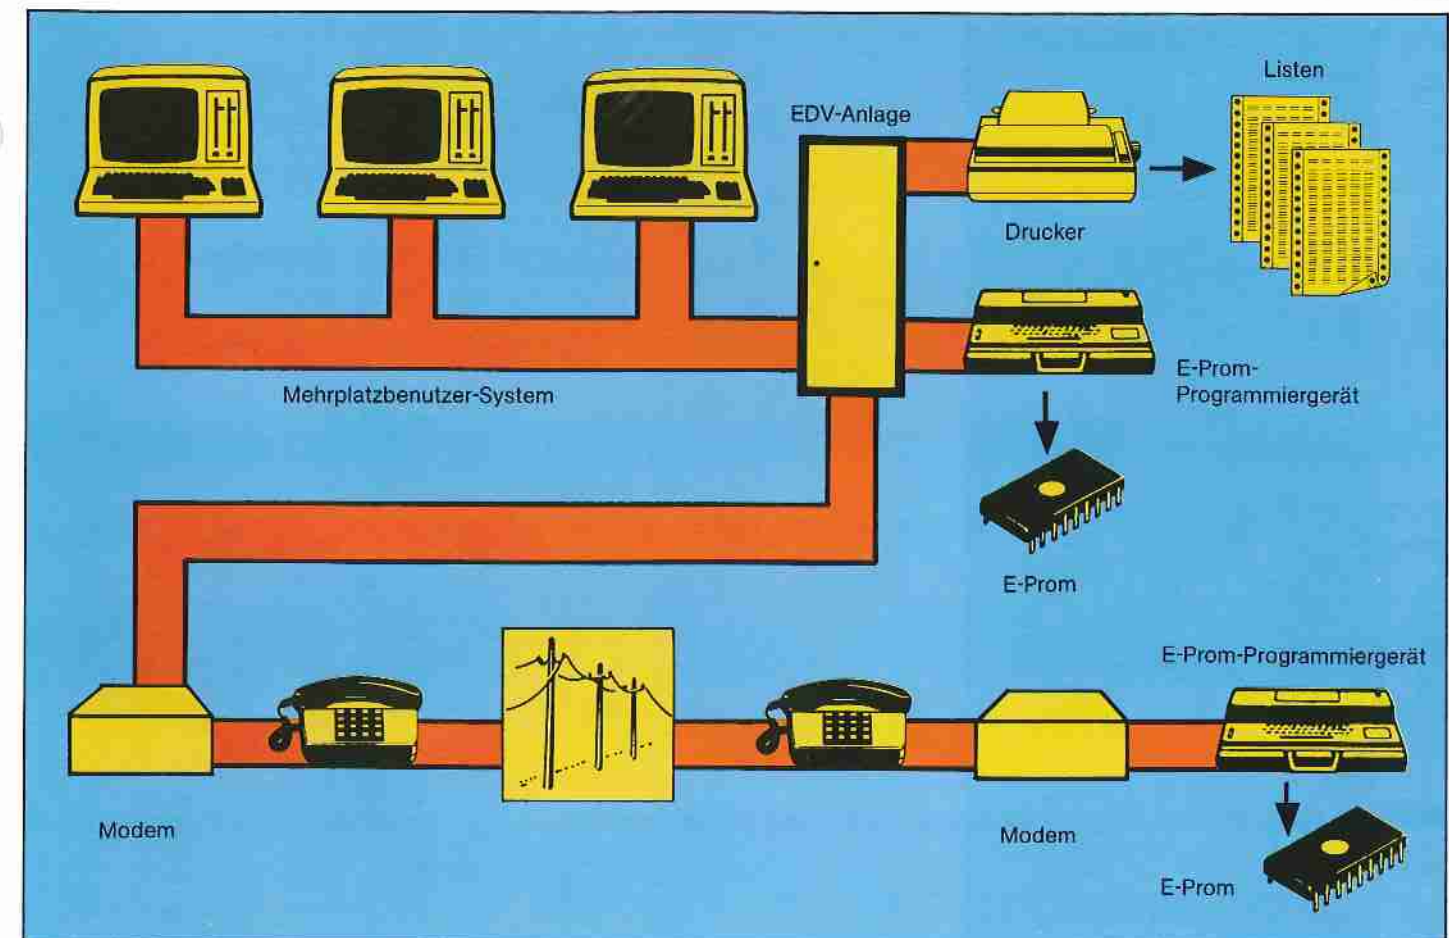 Listen
EDV-Anlage
Drucker
Mehrplatzbenutzer-System
E-Prom-
Programmiergerät
E-Prom
E-Prom-Programmiergerät
Modem
Modem
E-Prom